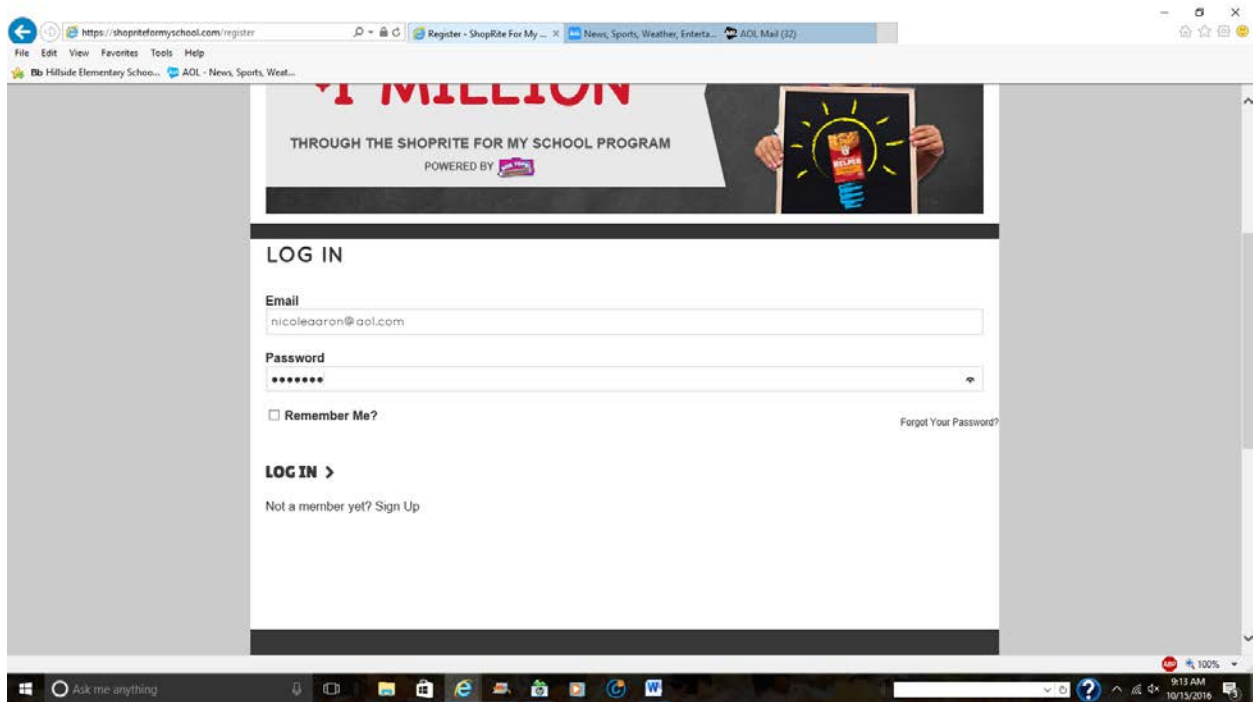 https://shopriteformyschool.com/register
Register - ShopRite For My ...
News, Sports, Weather, Enterta...
AOL Mail (32)
File Edit View Favorites Tools Help
Bb Hillside Elementary Schoo... AOL - News, Sports, Weat...
THROUGH THE SHOPRITE FOR MY SCHOOL PROGRAM
POWERED BY
HELPER
LOG IN
Email
nicoleaaron@aol.com
Password
Remember Me?
Forgot Your Password?
LOG IN >
Not a member yet? Sign Up
ABP 100%
Ask me anything
9:13 AM
10/15/2016